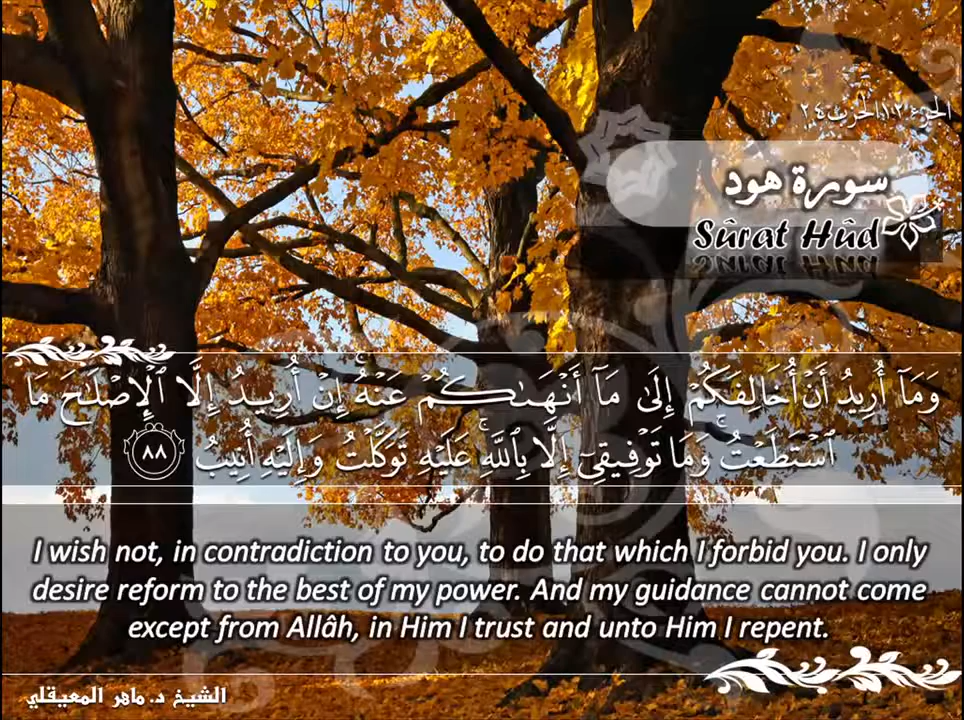 الجزء ١٢ الحزب ٢٤
سورة هود
Sûrat Hûd
وَمَآ أُرِيدُ أَنْ أُخَالِفَكُمْ إِلَىٰ مَآ أَنْهَىٰكُمْ عَنْهُ ۚ إِنْ أُرِيدُ إِلَّا ٱلْإِصْلَٰحَ مَا
ٱسْتَطَعْتُ ۚ وَمَا تَوْفِيقِىٓ إِلَّا بِٱللَّهِ ۚ عَلَيْهِ تَوَكَّلْتُ وَإِلَيْهِ أُنِيبُ ٨٨
I wish not, in contradiction to you, to do that which I forbid you. I only
desire reform to the best of my power. And my guidance cannot come
except from Allâh, in Him I trust and unto Him I repent.
الشيخ د. ماهر المعيقلي